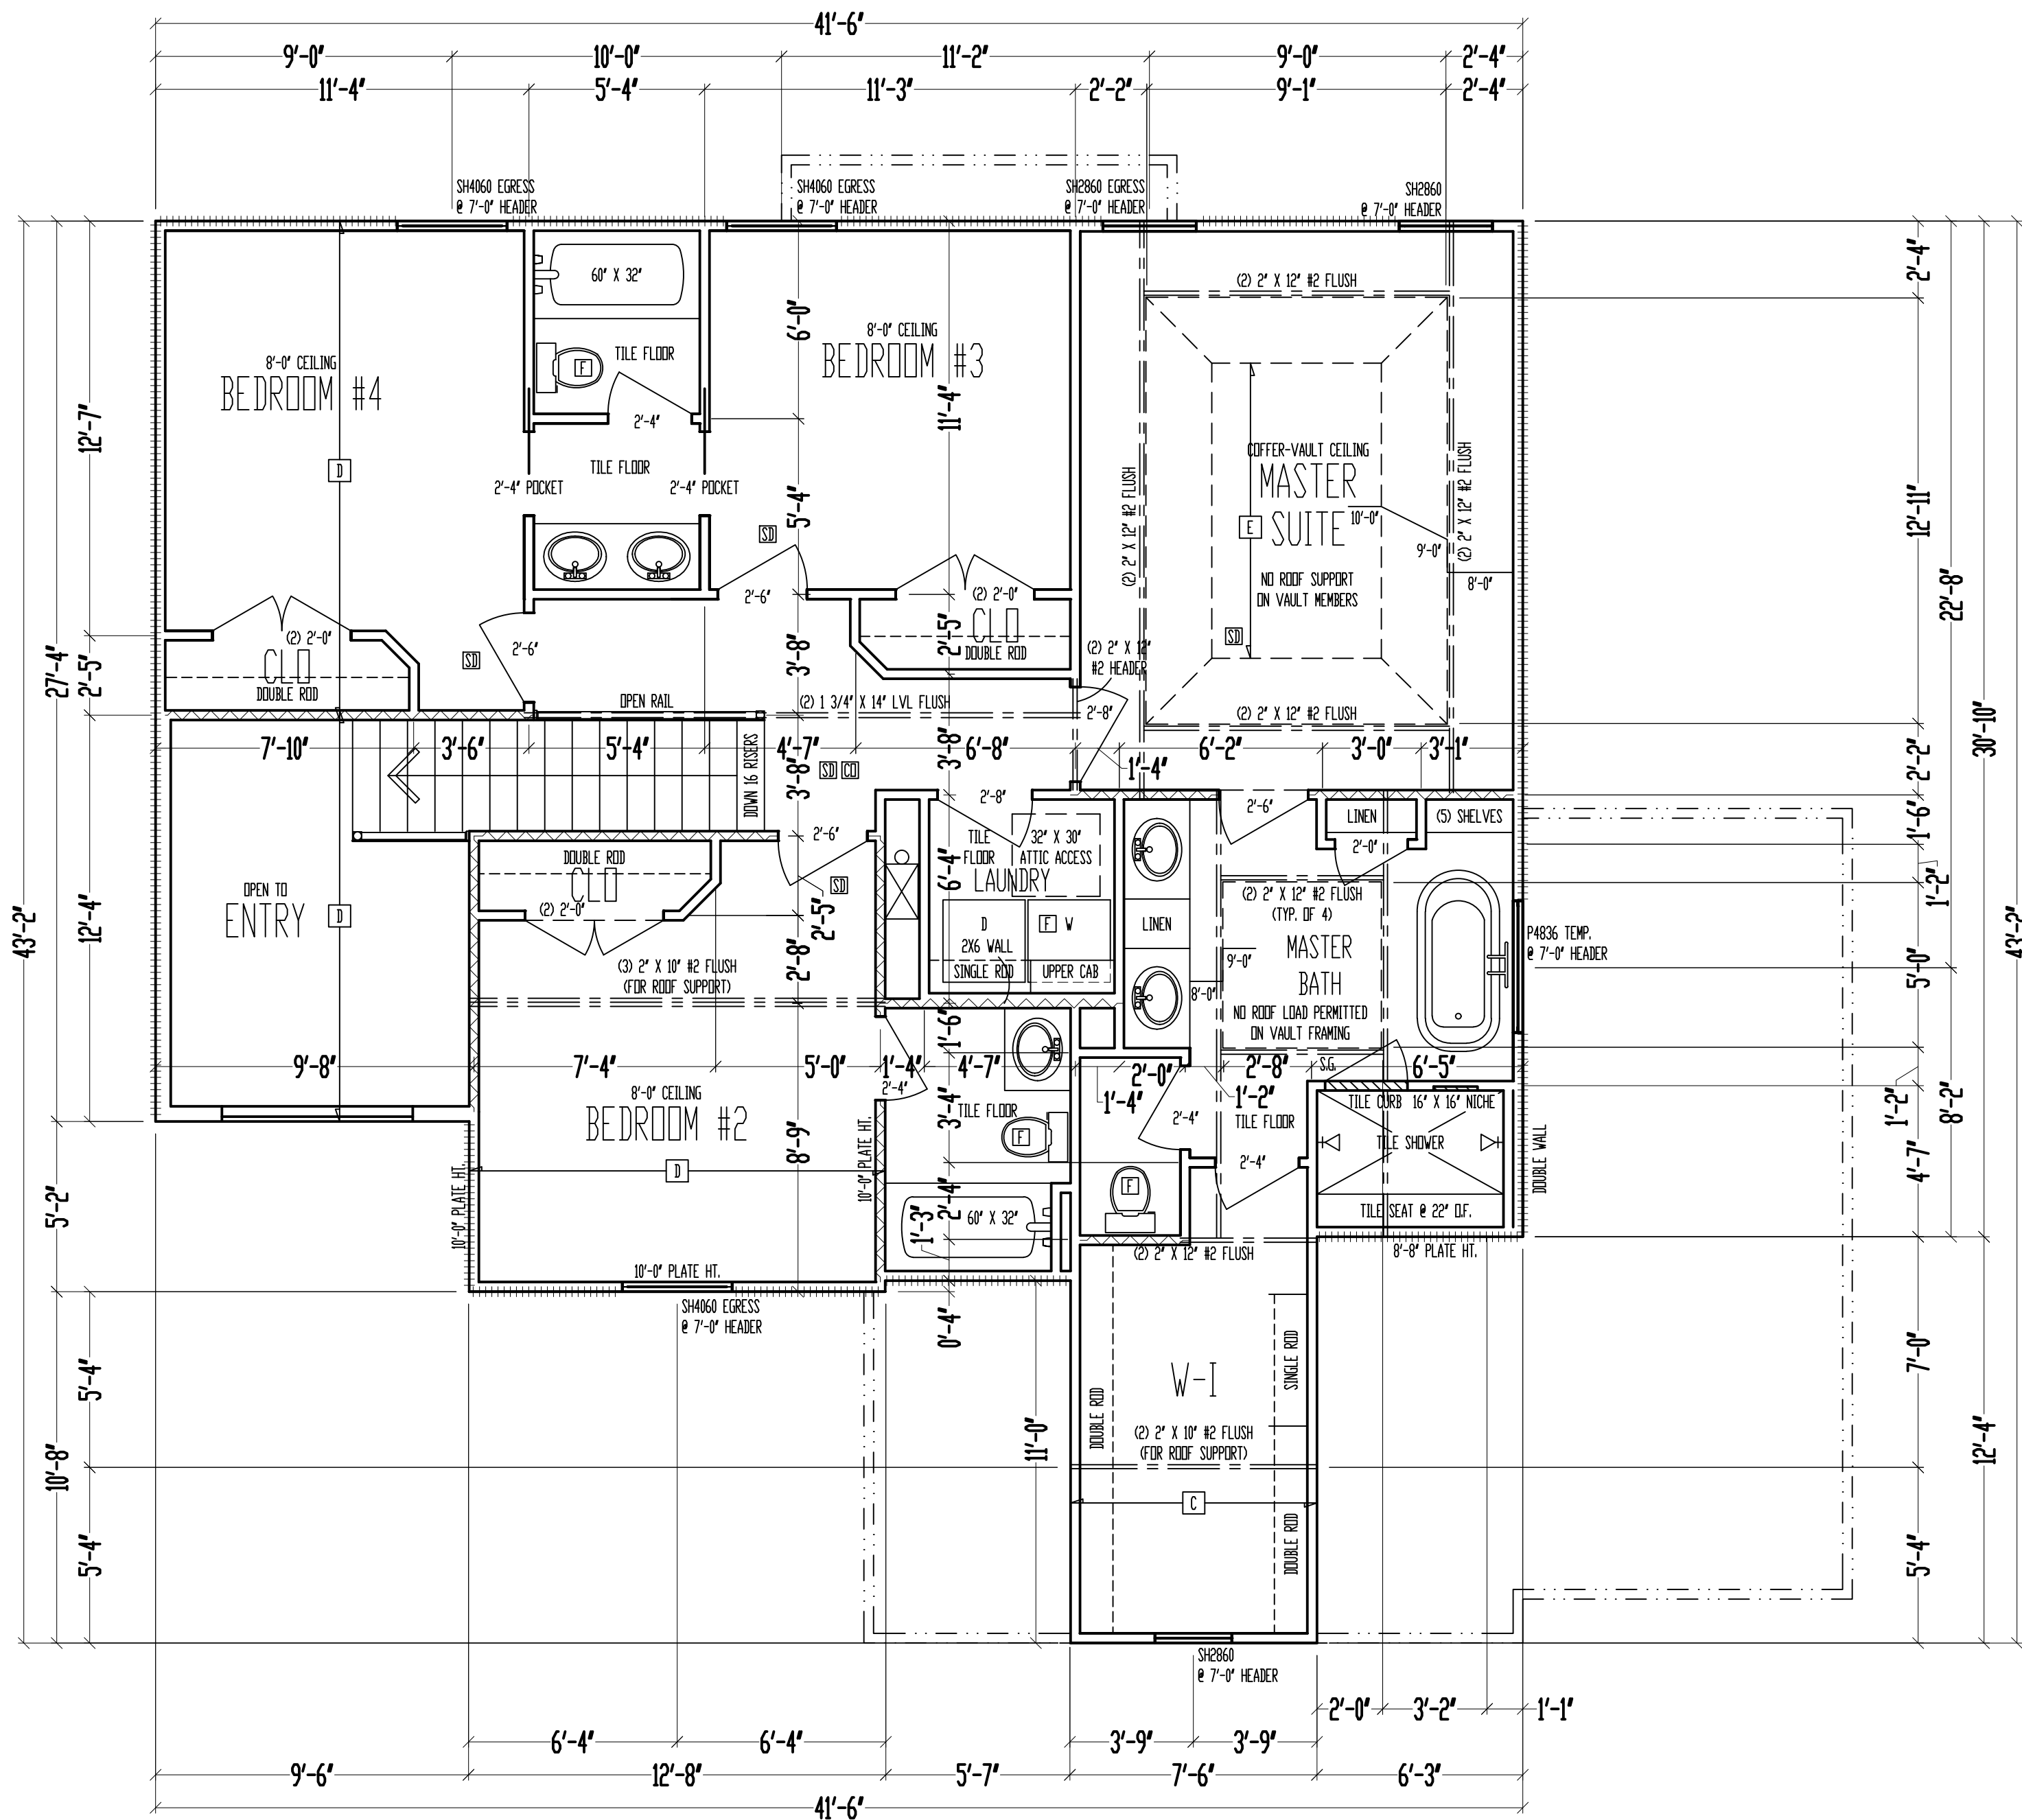 41'-6"
9'-0" 10'-0" 11'-2" 9'-0" 2'-4"
11'-4" 5'-4" 11'-3" 2'-2" 9'-1" 2'-4"
SH4060 EGRESS
@ 7'-0" HEADER
SH4060 EGRESS
@ 7'-0" HEADER
SH2860 EGRESS
@ 7'-0" HEADER
SH2860
@ 7'-0" HEADER
43'-2"
27'-4"
5'-2"
10'-8"
12'-7"
2'-5"
12'-4"
5'-4"
5'-4"
8'-0" CEILING
BEDROOM #4
D
(2) 2'-0"
CLO
DOUBLE ROD
SD
2'-6"
60" X 32"
TILE FLOOR
F
2'-4"
TILE FLOOR
2'-4" POCKET
2'-4" POCKET
6'-0"
5'-4"
3'-8"
3'-8"
8'-0" CEILING
BEDROOM #3
11'-4"
SD
2'-6"
(2) 2'-0"
CLO
DOUBLE ROD
2'-5"
3'-8"
(2) 2" X 12"
#2 HEADER
2'-8"
(2) 2" X 12" #2 FLUSH
(2) 2" X 12" #2 FLUSH
(2) 2" X 12" #2 FLUSH
COFFER-VAULT CEILING
MASTER
SUITE
E
10'-0"
9'-0"
8'-0"
NO ROOF SUPPORT
ON VAULT MEMBERS
SD
(2) 2" X 12" #2 FLUSH
OPEN RAIL
(2) 1 3/4" X 14" LVL FLUSH
7'-10" 3'-6" 5'-4" 4'-7" 6'-8" 6'-2" 3'-0" 3'-1"
1'-4"
DOWN 16 RISERS
SD CO
2'-6"
2'-8"
2'-6"
SD
OPEN TO
ENTRY
D
DOUBLE ROD
CLO
(2) 2'-0"
2'-5"
2'-8"
(3) 2" X 10" #2 FLUSH
(FOR ROOF SUPPORT)
TILE
FLOOR
32" X 30"
ATTIC ACCESS
LAUNDRY
6'-4"
D
F W
2X6 WALL
SINGLE ROD
UPPER CAB
LINEN
LINEN
(5) SHELVES
2'-0"
(2) 2" X 12" #2 FLUSH
(TYP. OF 4)
MASTER
BATH
9'-0"
8'-0"
NO ROOF LOAD PERMITTED
ON VAULT FRAMING
P4836 TEMP.
@ 7'-0" HEADER
9'-8" 7'-4" 5'-0" 1'-4" 4'-7" 2'-0" 2'-8" 6'-5"
1'-4"
1'-2"
S.G.
1'-6"
3'-4"
2'-4"
1'-3"
0'-4"
8'-0" CEILING
BEDROOM #2
D
8'-9"
10'-0" PLATE HT.
10'-0" PLATE HT.
10'-0" PLATE HT.
2'-4"
TILE FLOOR
F
60" X 32"
2'-4"
F
TILE FLOOR
2'-4"
TILE CURB
16" X 16" NICHE
TILE SHOWER
TILE SEAT @ 22" O.F.
DOUBLE WALL
8'-8" PLATE HT.
(2) 2" X 12" #2 FLUSH
SH4060 EGRESS
@ 7'-0" HEADER
11'-0"
W-I
DOUBLE ROD
SINGLE ROD
(2) 2" X 10" #2 FLUSH
(FOR ROOF SUPPORT)
C
DOUBLE ROD
SH2860
@ 7'-0" HEADER
2'-4"
12'-11"
2'-2"
1'-6"
1'-2"
5'-0"
1'-2"
4'-7"
7'-0"
5'-4"
22'-8"
8'-2"
30'-10"
12'-4"
43'-2"
2'-0" 3'-2" 1'-1"
6'-4" 6'-4" 3'-9" 3'-9"
9'-6" 12'-8" 5'-7" 7'-6" 6'-3"
41'-6"